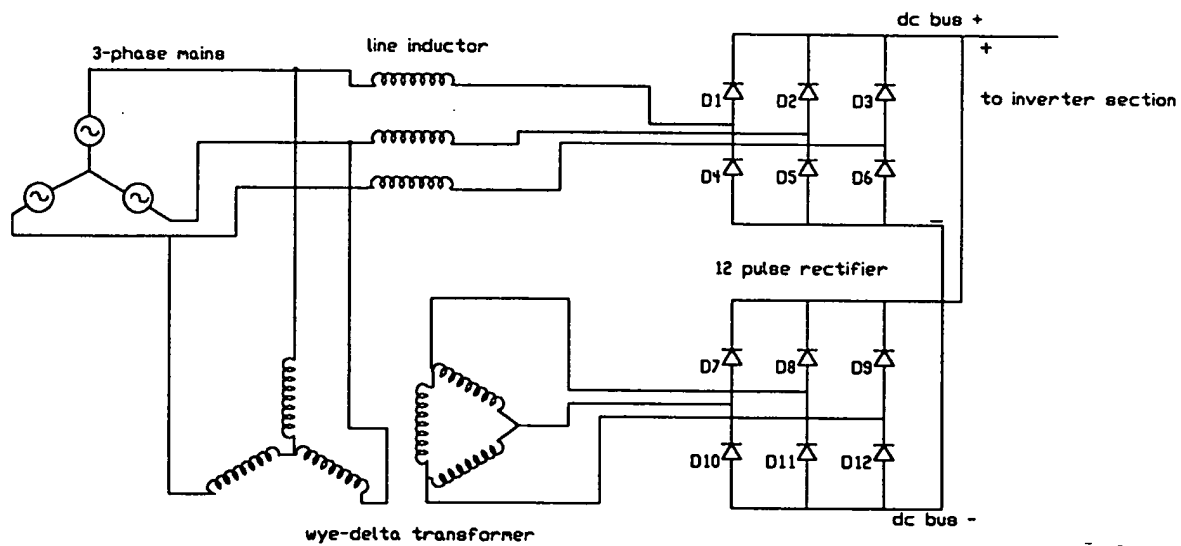 dc bus +
3-phase mains
line inductor
+
D1
D2
D3
to inverter section
D4
D5
D6
−
12 pulse rectifier
D7
D8
D9
D10
D11
D12
dc bus -
wye-delta transformer